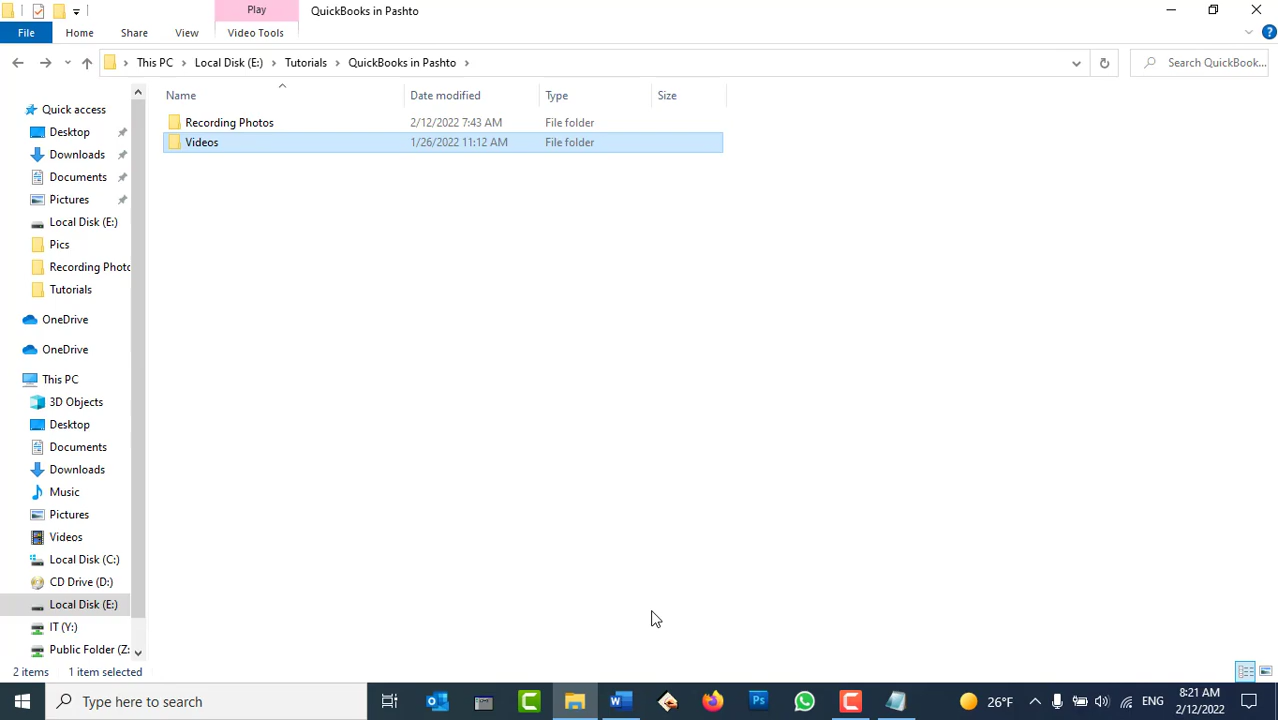 Play
QuickBooks in Pashto
File
Home
Share
View
Video Tools
This PC
Local Disk (E:)
Tutorials
QuickBooks in Pashto
Search QuickBook...
Name
Date modified
Type
Size
Recording Photos
2/12/2022 7:43 AM
File folder
Videos
1/26/2022 11:12 AM
File folder
Quick access
Desktop
Downloads
Documents
Pictures
Local Disk (E:)
Pics
Recording Photo
Tutorials
OneDrive
OneDrive
This PC
3D Objects
Desktop
Documents
Downloads
Music
Pictures
Videos
Local Disk (C:)
CD Drive (D:)
Local Disk (E:)
IT (Y:)
Public Folder (Z:
2 items
1 item selected
Type here to search
Ps
26°F
ENG
8:21 AM
2/12/2022